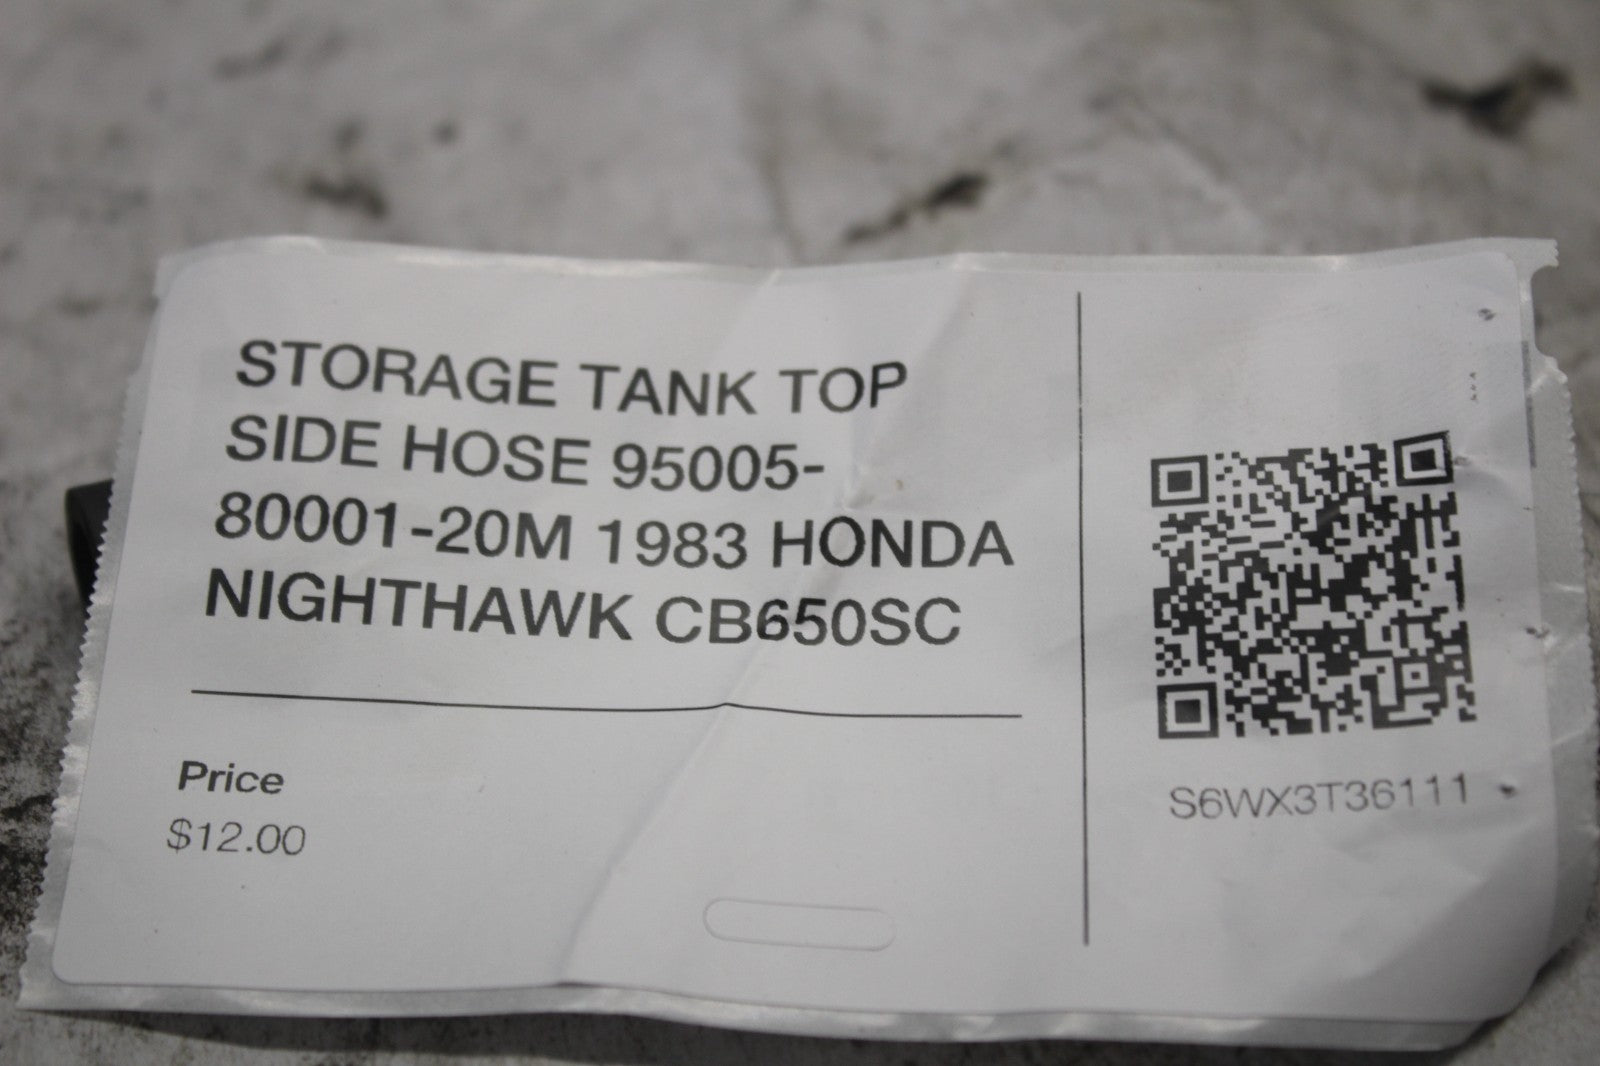 STORAGE TANK TOP
SIDE HOSE 95005-
80001-20M 1983 HONDA
NIGHTHAWK CB650SC
Price
$12.00
S6WX3T36111